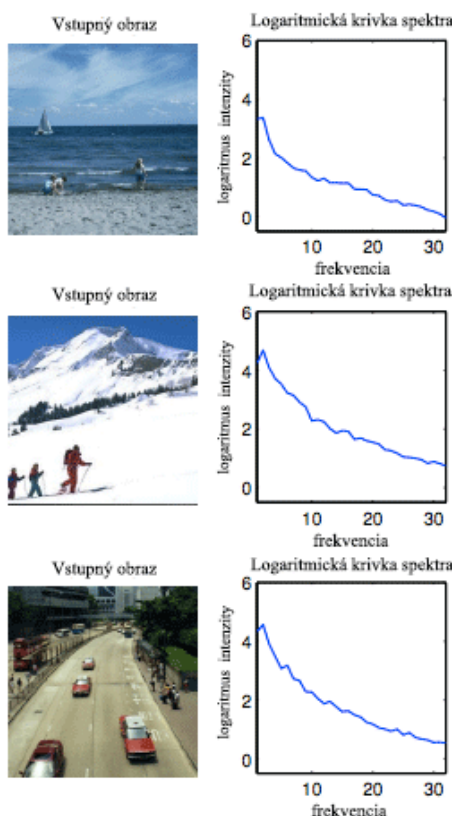 Vstupný obraz
Logaritmická krivka spektra
6
4
2
0
logaritmus intenzity
10 20 30
frekvencia
Vstupný obraz
Logaritmická krivka spektra
6
4
2
0
logaritmus intenzity
10 20 30
frekvencia
Vstupný obraz
Logaritmická krivka spektra
6
4
2
0
logaritmus intenzity
10 20 30
frekvencia